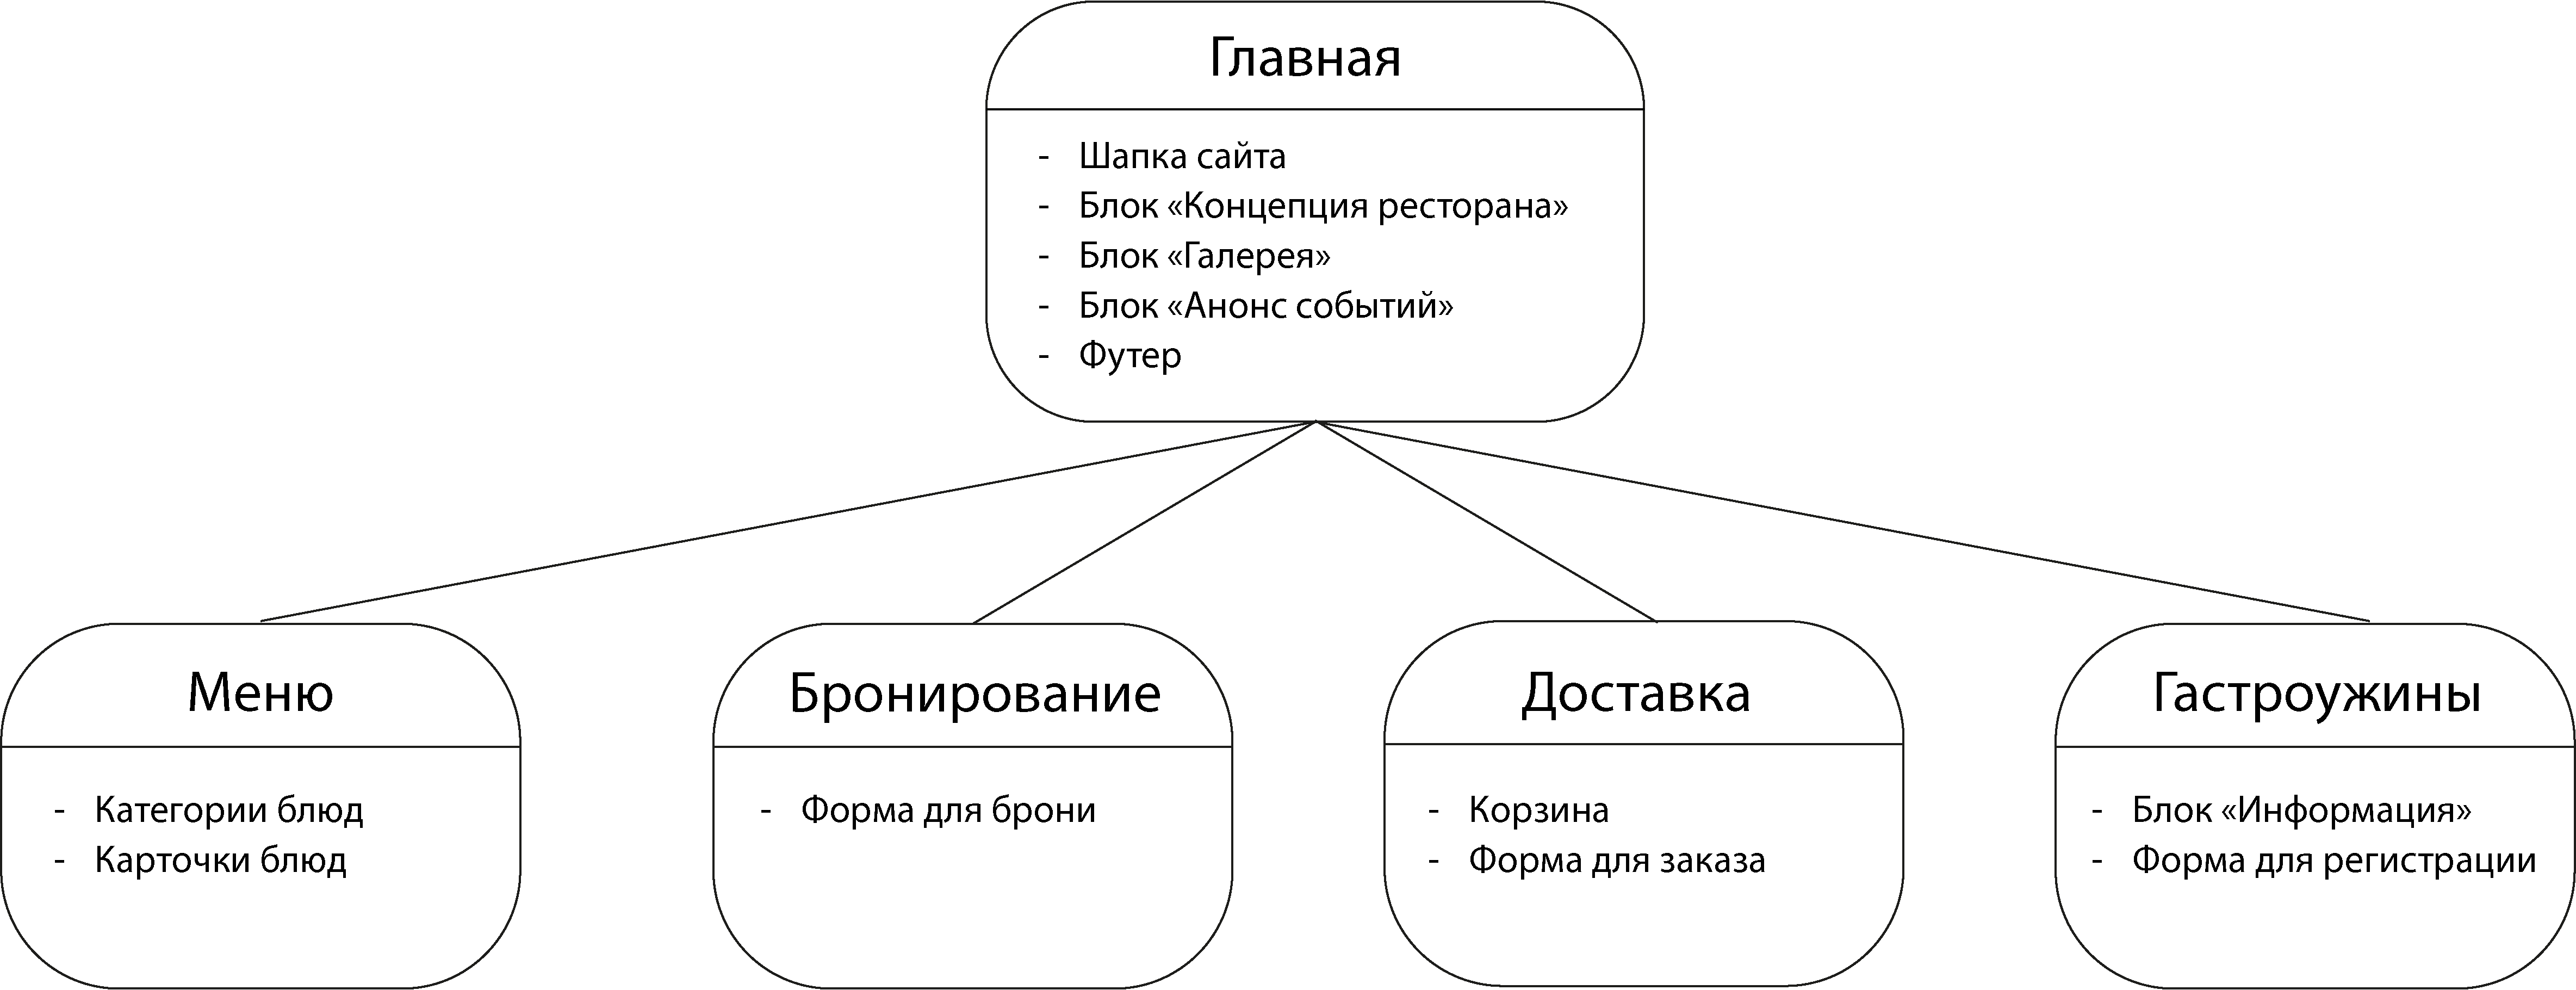 Главная
- Шапка сайта
- Блок «Концепция ресторана»
- Блок «Галерея»
- Блок «Анонс событий»
- Футер
Меню
- Категории блюд
- Карточки блюд
Бронирование
- Форма для брони
Доставка
- Корзина
- Форма для заказа
Гастроужины
- Блок «Информация»
- Форма для регистрации